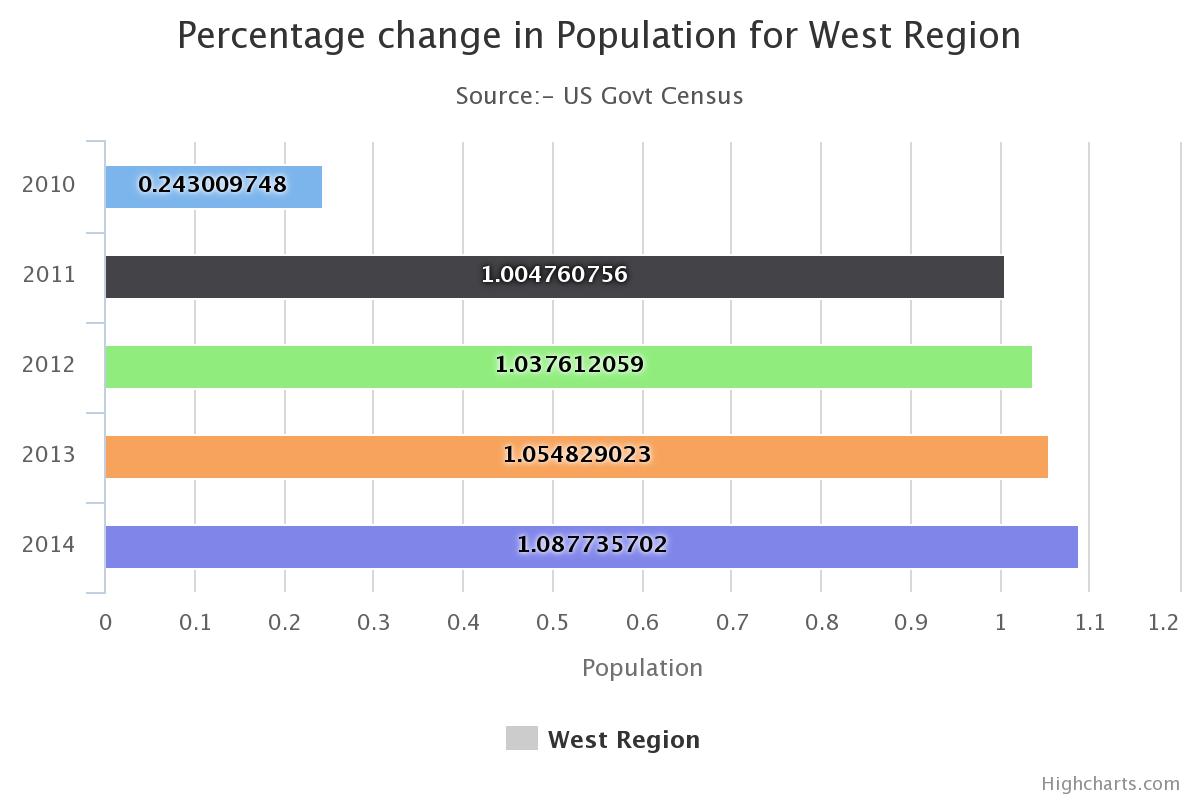 Percentage change in Population for West Region
Source:- US Govt Census
2010
0.243009748
2011
1.004760756
2012
1.037612059
2013
1.054829023
2014
1.087735702
0 0.1 0.2 0.3 0.4 0.5 0.6 0.7 0.8 0.9 1 1.1 1.2
Population
West Region
Highcharts.com